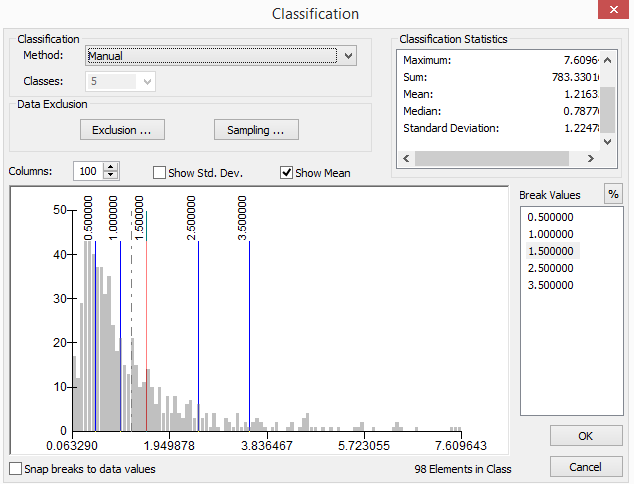 Classification
Classification
Method: Manual
Classes: 5
Data Exclusion
Exclusion ...
Sampling ...
Classification Statistics
Maximum: 7.6096
Sum: 783.3301
Mean: 1.2163
Median: 0.7877
Standard Deviation: 1.2247
Columns: 100
Show Std. Dev.
Show Mean
Break Values
%
0.500000
1.000000
1.500000
2.500000
3.500000
50
40
30
20
10
0
0.500000
1.000000
1.500000
2.500000
3.500000
0.063290 1.949878 3.836467 5.723055 7.609643
OK
Cancel
Snap breaks to data values
98 Elements in Class